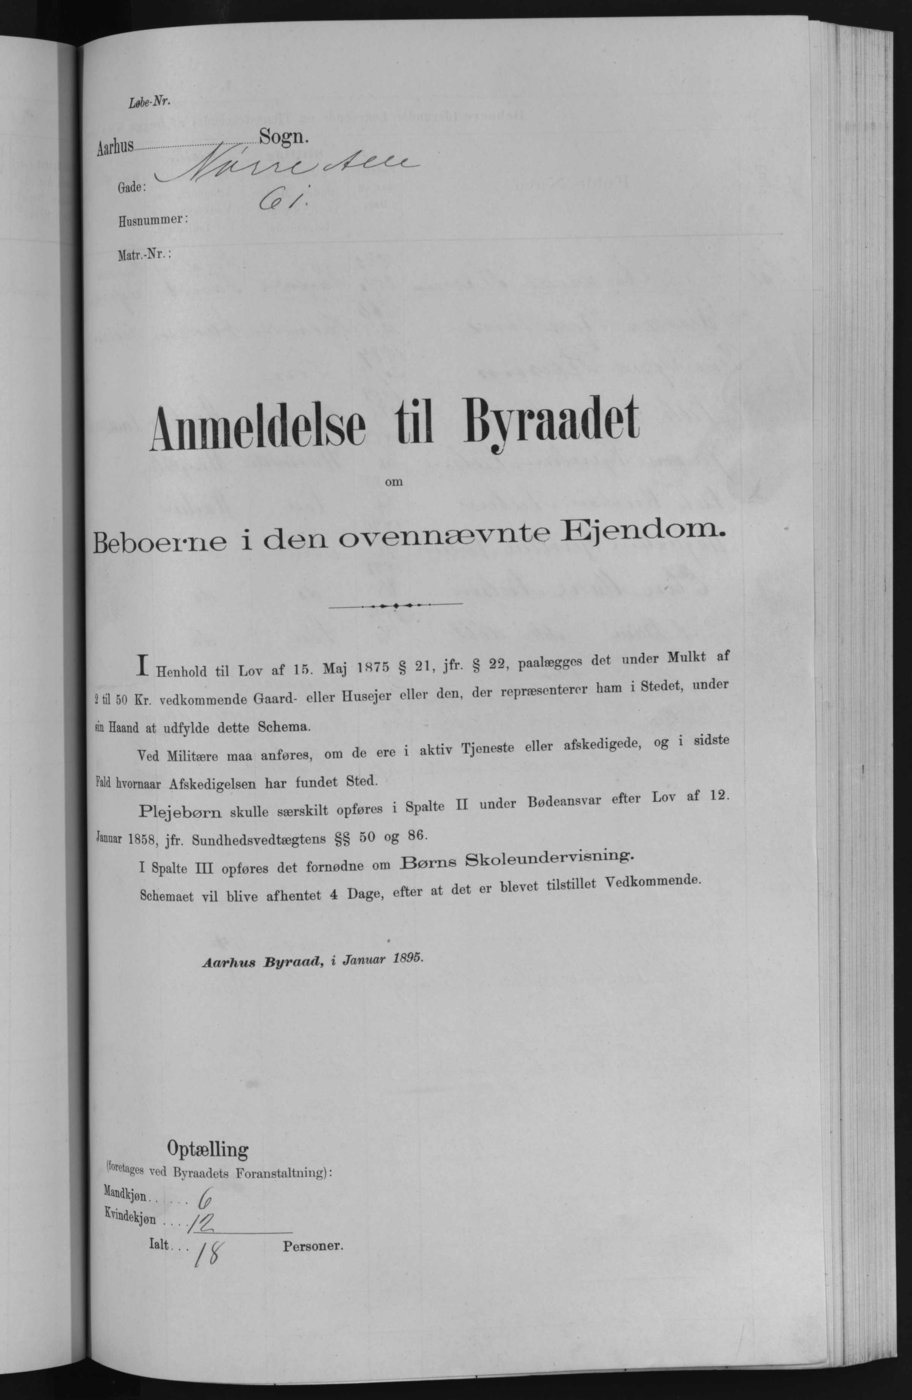 Løbe-Nr.
Aarhus Sogn.
Gade: Nørre Alle
Husnummer: 61.
Matr.-Nr.:
Anmeldelse til Byraadet
om
Beboerne i den ovennævnte Ejendom.
I Henhold til Lov af 15. Maj 1875 § 21, jfr. § 22, paalægges det under Mulkt af
2 til 50 Kr. vedkommende Gaard- eller Husejer eller den, der repræsenterer ham i Stedet, under
sin Haand at udfylde dette Schema.
Ved Militære maa anføres, om de ere i aktiv Tjeneste eller afskedigede, og i sidste
Fald hvornaar Afskedigelsen har fundet Sted.
Plejebørn skulle særskilt opføres i Spalte II under Bødeansvar efter Lov af 12.
Januar 1858, jfr. Sundhedsvedtægtens §§ 50 og 86.
I Spalte III opføres det fornødne om Børns Skoleundervisning.
Schemaet vil blive afhentet 4 Dage, efter at det er blevet tilstillet Vedkommende.
Aarhus Byraad, i Januar 1895.
Optælling
(foretages ved Byraadets Foranstaltning):
Mandkjøn...... 6
Kvindekjøn .... 12
Ialt... 18 Personer.